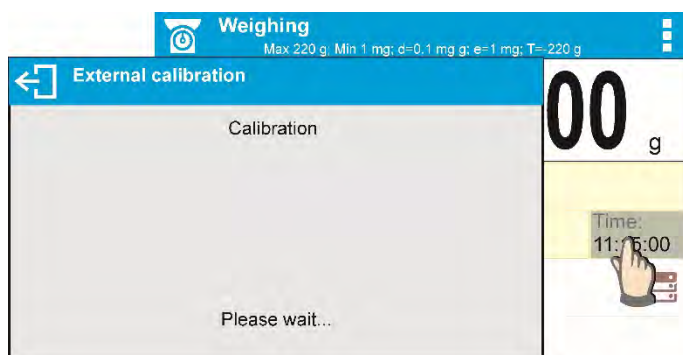 Weighing
Max 220 g; Min 1 mg; d=0,1 mg g; e=1 mg; T=-220 g
External calibration
Calibration
00 g
Time:
Please wait...